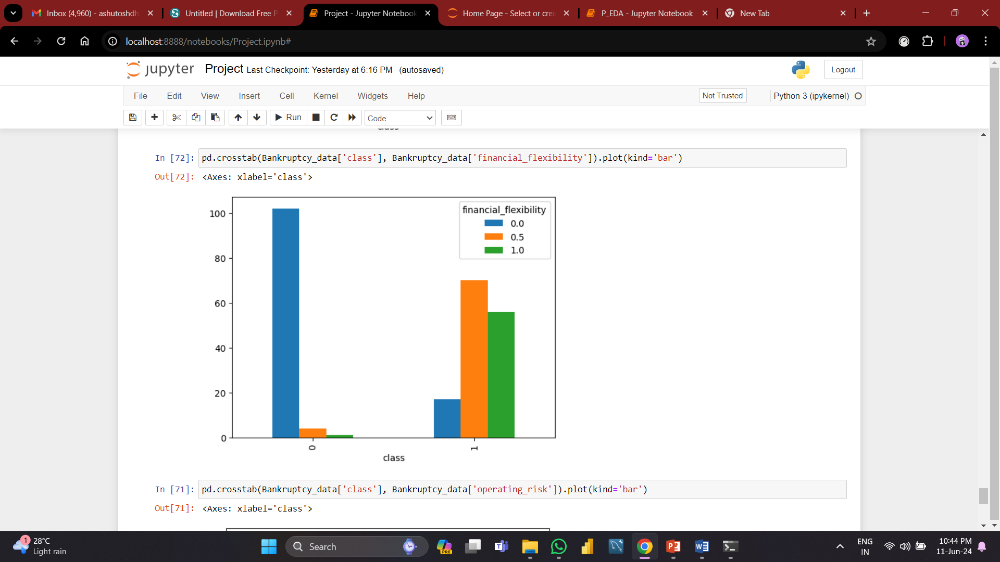 Inbox (4,960) - ashutoshdh
Untitled | Download Free P
Project - Jupyter Notebook
Home Page - Select or crea
P_EDA - Jupyter Notebook
New Tab
localhost:8888/notebooks/Project.ipynb#
jupyter Project Last Checkpoint: Yesterday at 6:16 PM (autosaved)
Logout
File Edit View Insert Cell Kernel Widgets Help
Not Trusted
Python 3 (ipykernel)
Run
Code
class
In [72]: pd.crosstab(Bankruptcy_data['class'], Bankruptcy_data['financial_flexibility']).plot(kind='bar')
Out[72]: <Axes: xlabel='class'>
financial_flexibility
0.0
0.5
1.0
100
80
60
40
20
0
0 1
class
In [71]: pd.crosstab(Bankruptcy_data['class'], Bankruptcy_data['operating_risk']).plot(kind='bar')
Out[71]: <Axes: xlabel='class'>
1
28°C
Light rain
Search
PRE
ENG
IN
10:44 PM
11-Jun-24